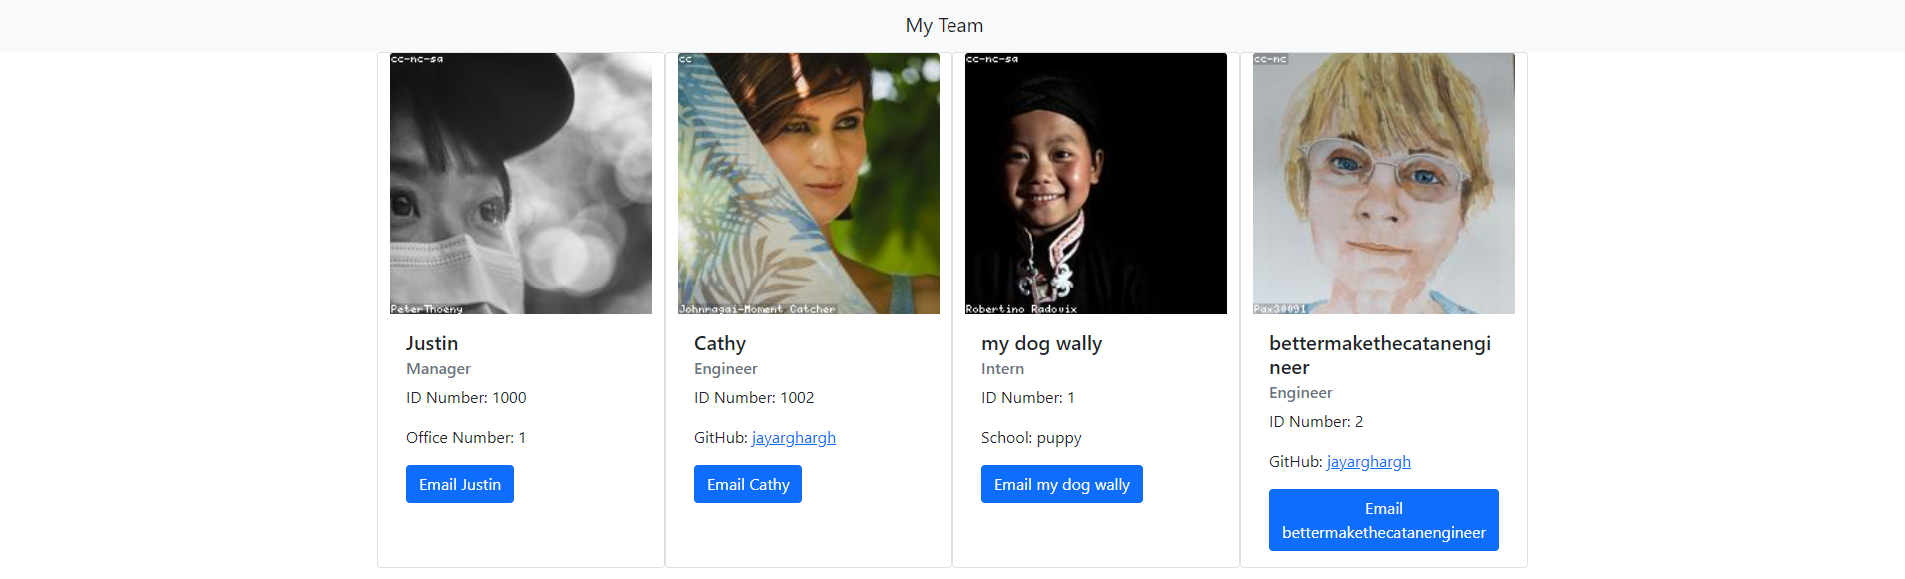 My Team
cc-nc-sa
PeterThoeny
Justin
Manager
ID Number: 1000
Office Number: 1
Email Justin
cc
Johnragai-Moment Catcher
Cathy
Engineer
ID Number: 1002
GitHub: jayarghargh
Email Cathy
cc-nc-sa
Robertino Radovix
my dog wally
Intern
ID Number: 1
School: puppy
Email my dog wally
cc-nc
Pax30091
bettermakethecatanengi
neer
Engineer
ID Number: 2
GitHub: jayarghargh
Email
bettermakethecatanengineer